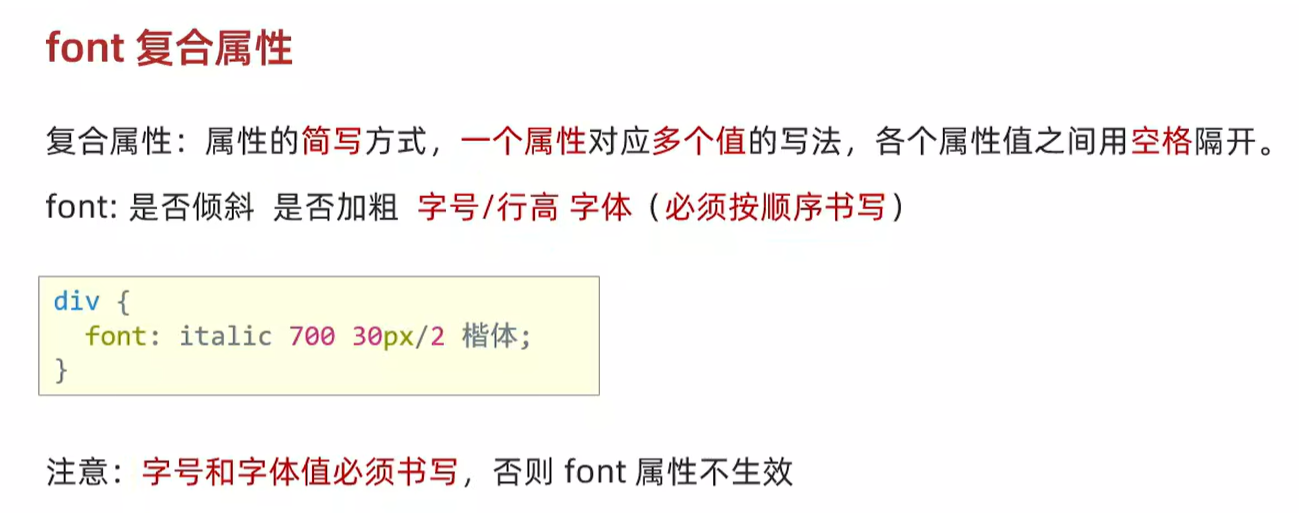 font 复合属性
复合属性：属性的简写方式，一个属性对应多个值的写法，各个属性值之间用空格隔开。
font: 是否倾斜 是否加粗 字号/行高 字体（必须按顺序书写）
div {
  font: italic 700 30px/2 楷体;
}
注意：字号和字体值必须书写，否则 font 属性不生效